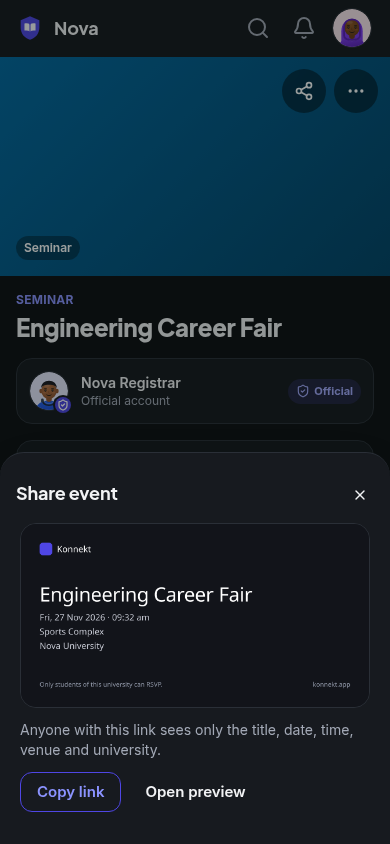 Nova
Seminar
SEMINAR
Engineering Career Fair
Nova Registrar
Official account
Official
Share event
Konnekt
Engineering Career Fair
Fri, 27 Nov 2026 · 09:32 am
Sports Complex
Nova University
Only students of this university can RSVP.
konnekt.app
Anyone with this link sees only the title, date, time,
venue and university.
Copy link
Open preview